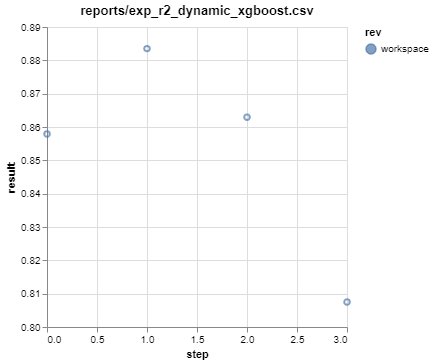 reports/exp_r2_dynamic_xgboost.csv
rev
workspace
0.89
0.88
0.87
0.86
0.85
0.84
0.83
0.82
0.81
0.80
result
0.0 0.5 1.0 1.5 2.0 2.5 3.0
step